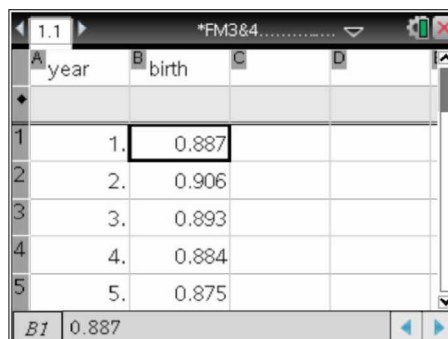 1.1 *FM3&4............…
A year B birth C D
1 1. 0.887
2 2. 0.906
3 3. 0.893
4 4. 0.884
5 5. 0.875
B1 0.887